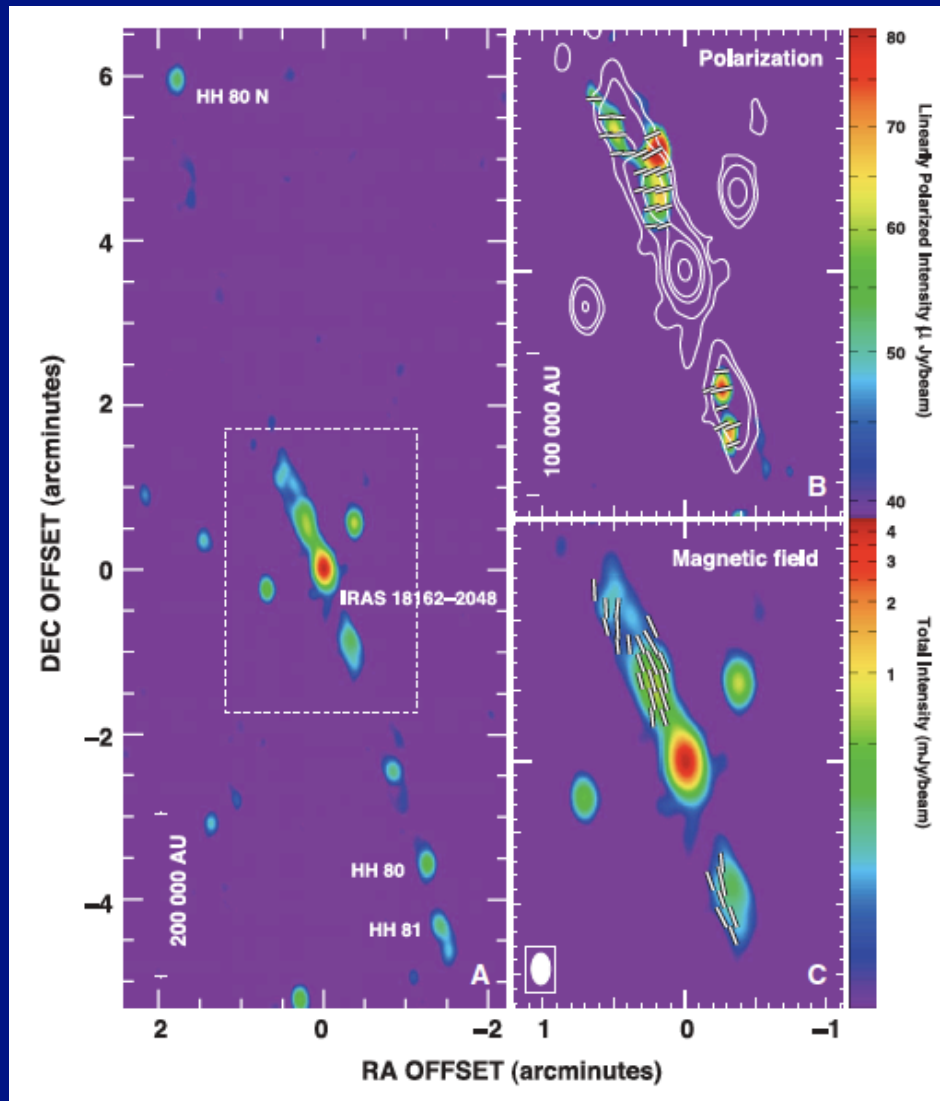 HH 80 N
IRAS 18162–2048
HH 80
HH 81
200 000 AU
A
6
4
2
0
–2
–4
2
0
–2
DEC OFFSET (arcminutes)
RA OFFSET (arcminutes)
Polarization
100 000 AU
B
Magnetic field
C
1
0
–1
80
70
60
50
40
Linearly Polarized Intensity (μ Jy/beam)
4
3
2
1
Total Intensity (mJy/beam)